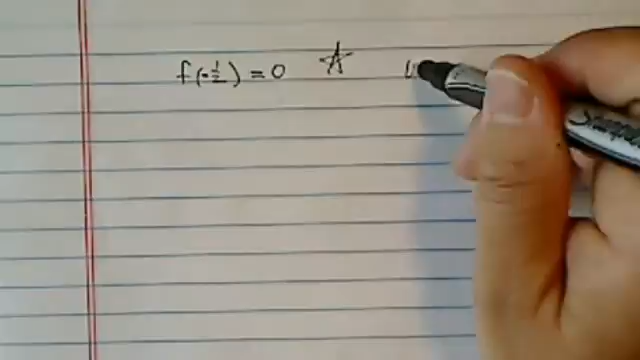 f(-1/2) = 0 ☆